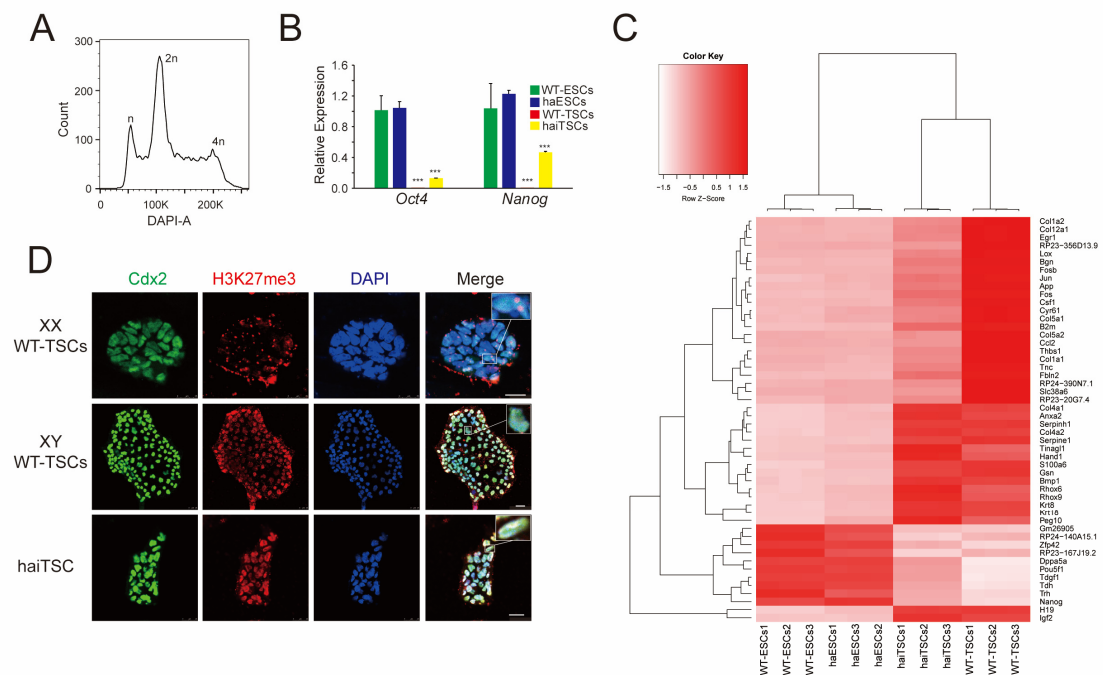 A
300
200
100
0
Count
n
2n
4n
0
100K
200K
DAPI-A
B
Relative Expression
1.6
1.2
0.8
0.4
0.0
WT-ESCs
haESCs
WT-TSCs
haiTSCs
*** ***
*** ***
Oct4
Nanog
C
Color Key
−1.5 −0.5 0.5 1 1.5
Row Z−Score
Col1a2
Col12a1
Egr1
RP23−356D13.9
Lox
Bgn
Fosb
Jun
App
Fos
Csf1
Cyr61
Col5a1
B2m
Col5a2
Ccl2
Thbs1
Col1a1
Tnc
Fbln2
RP24−390N7.1
Slc38a6
RP23−20G7.4
Col4a1
Anxa2
Serpinh1
Col4a2
Serpine1
Tinagl1
Hand1
S100a6
Gsn
Bmp1
Rhox6
Rhox9
Krt8
Krt18
Peg10
Gm26905
RP24−140A15.1
Zfp42
RP23−167J19.2
Dppa5a
Pou5f1
Tdgf1
Tdh
Trh
Nanog
H19
Igf2
WT−ESCs1
WT−ESCs2
WT−ESCs3
haESCs1
haESCs3
haESCs2
haiTSCs1
haiTSCs2
haiTSCs3
WT−TSCs1
WT−TSCs2
WT−TSCs3
D
Cdx2
H3K27me3
DAPI
Merge
XX
WT-TSCs
XY
WT-TSCs
haiTSC